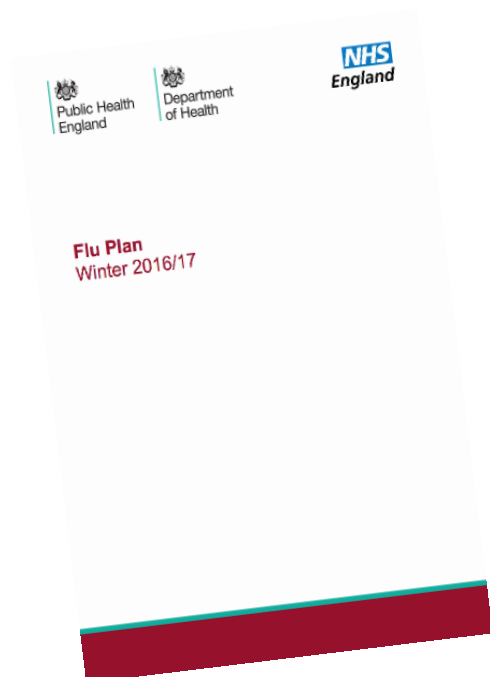 Public Health
England
Department
of Health
NHS
England
Flu Plan
Winter 2016/17